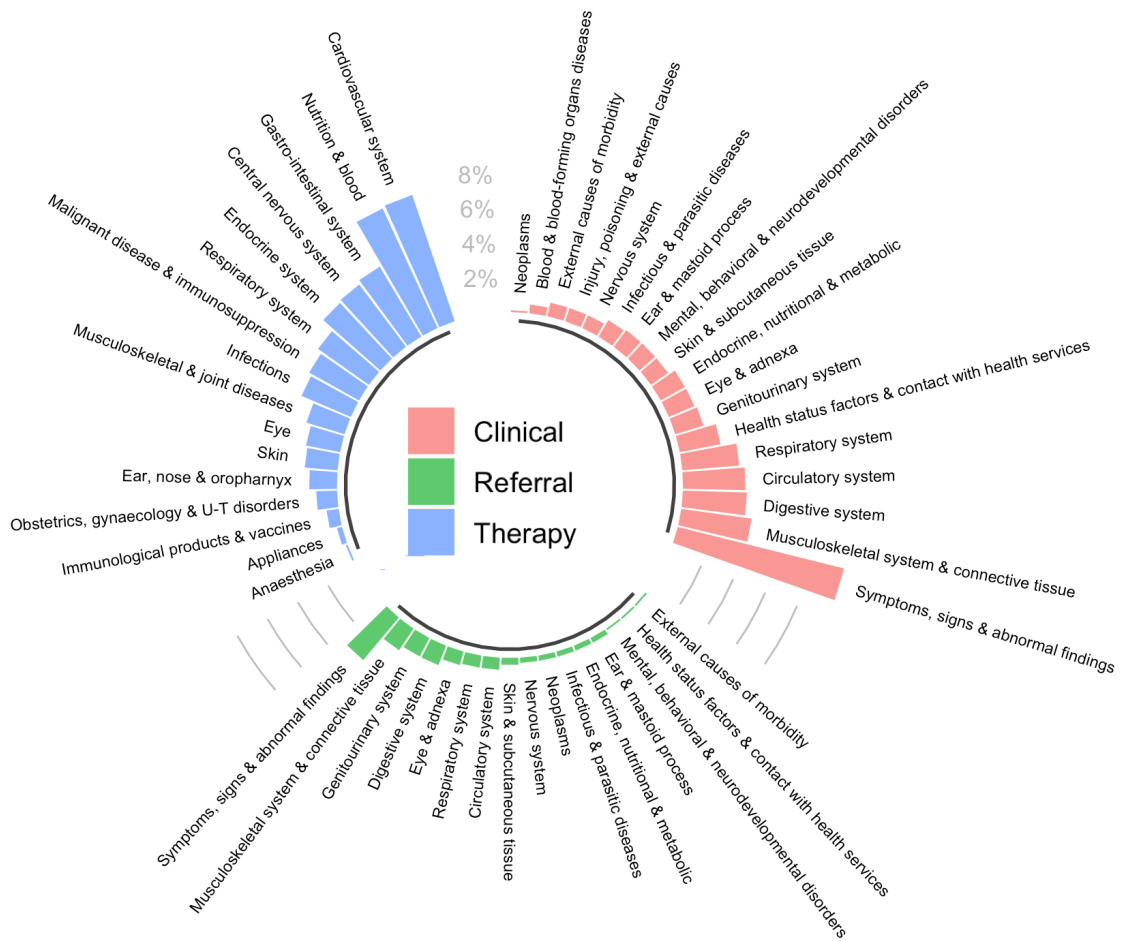 Cardiovascular system
Nutrition & blood
Gastro-intestinal system
Central nervous system
Endocrine system
Respiratory system
Malignant disease & immunosuppression
Infections
Musculoskeletal & joint diseases
Eye
Skin
Ear, nose & oropharynx
Obstetrics, gynaecology & U-T disorders
Immunological products & vaccines
Appliances
Anaesthesia
8%
6%
4%
2%
Neoplasms
Blood & blood-forming organs diseases
External causes of morbidity
Injury, poisoning & external causes
Nervous system
Infectious & parasitic diseases
Ear & mastoid process
Mental, behavioral & neurodevelopmental disorders
Skin & subcutaneous tissue
Endocrine, nutritional & metabolic
Eye & adnexa
Genitourinary system
Health status factors & contact with health services
Respiratory system
Circulatory system
Digestive system
Musculoskeletal system & connective tissue
Symptoms, signs & abnormal findings
Clinical
Referral
Therapy
External causes of morbidity
Health status factors & contact with health services
Mental, behavioral & neurodevelopmental disorders
Ear & mastoid process
Endocrine, nutritional & metabolic
Infectious & parasitic diseases
Neoplasms
Nervous system
Skin & subcutaneous tissue
Circulatory system
Respiratory system
Eye & adnexa
Digestive system
Genitourinary system
Musculoskeletal system & connective tissue
Symptoms, signs & abnormal findings